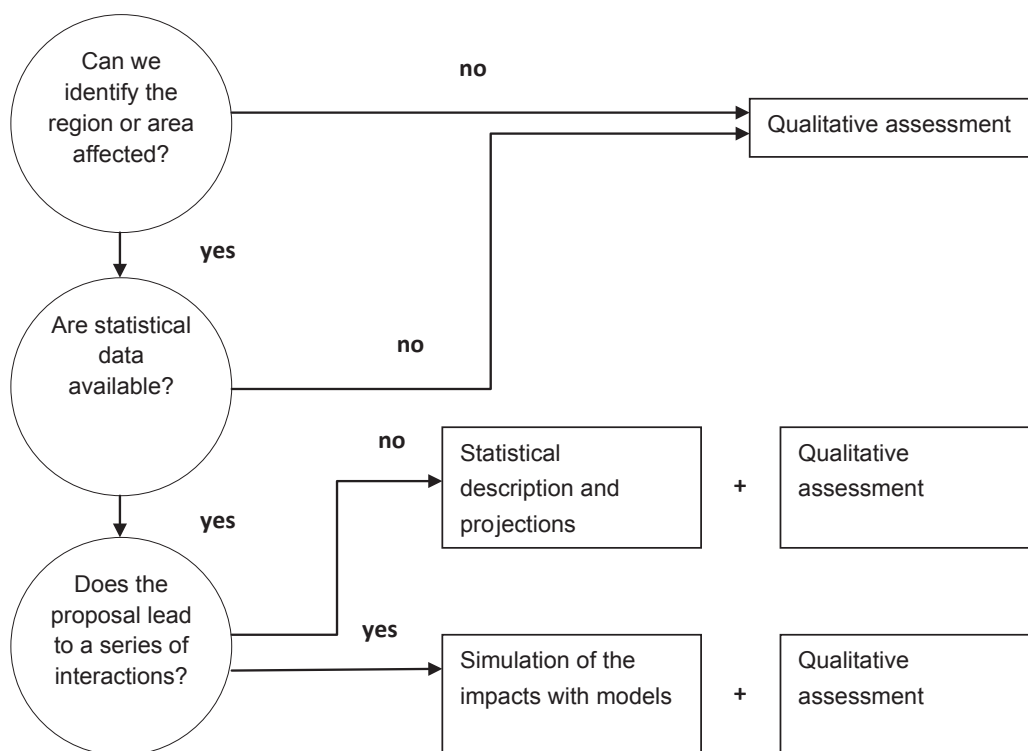 Can we
identify the
region or area
affected?
no
Qualitative assessment
yes
Are statistical
data
available?
no
no
Statistical
description and
projections
+
Qualitative
assessment
yes
Does the
proposal lead
to a series of
interactions?
yes
Simulation of the
impacts with models
+
Qualitative
assessment